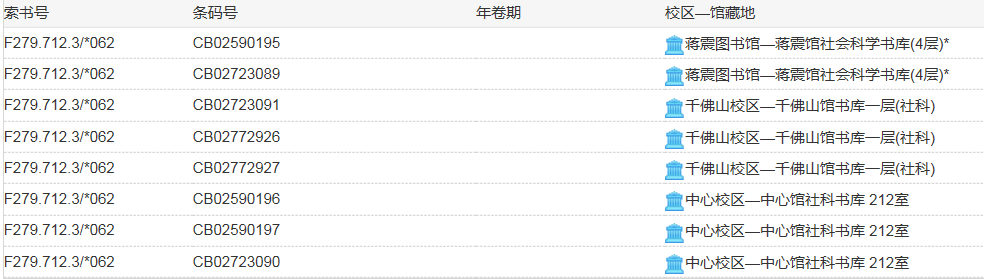 索书号 条码号 年卷期 校区—馆藏地
F279.712.3/*062 CB02590195 蒋震图书馆—蒋震馆社会科学书库(4层)*
F279.712.3/*062 CB02723089 蒋震图书馆—蒋震馆社会科学书库(4层)*
F279.712.3/*062 CB02723091 千佛山校区—千佛山馆书库一层(社科)
F279.712.3/*062 CB02772926 千佛山校区—千佛山馆书库一层(社科)
F279.712.3/*062 CB02772927 千佛山校区—千佛山馆书库一层(社科)
F279.712.3/*062 CB02590196 中心校区—中心馆社科书库 212室
F279.712.3/*062 CB02590197 中心校区—中心馆社科书库 212室
F279.712.3/*062 CB02723090 中心校区—中心馆社科书库 212室